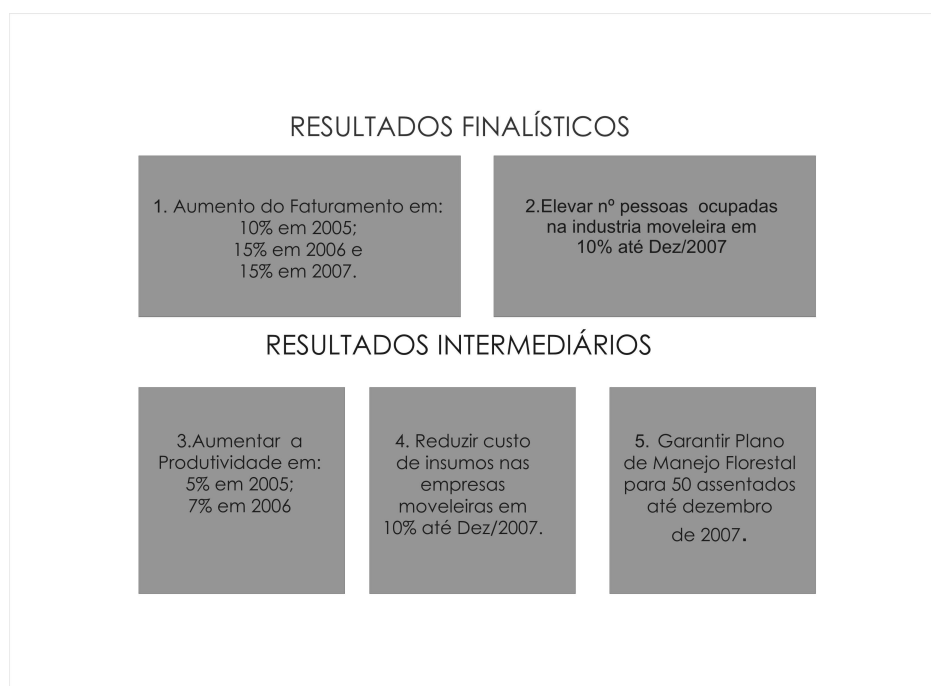 RESULTADOS FINALÍSTICOS
1. Aumento do Faturamento em:
10% em 2005;
15% em 2006 e
15% em 2007.
2.Elevar nº pessoas ocupadas
na industria moveleira em
10% até Dez/2007
RESULTADOS INTERMEDIÁRIOS
3.Aumentar a
Produtividade em:
5% em 2005;
7% em 2006
4. Reduzir custo
de insumos nas
empresas
moveleiras em
10% até Dez/2007.
5. Garantir Plano
de Manejo Florestal
para 50 assentados
até dezembro
de 2007.